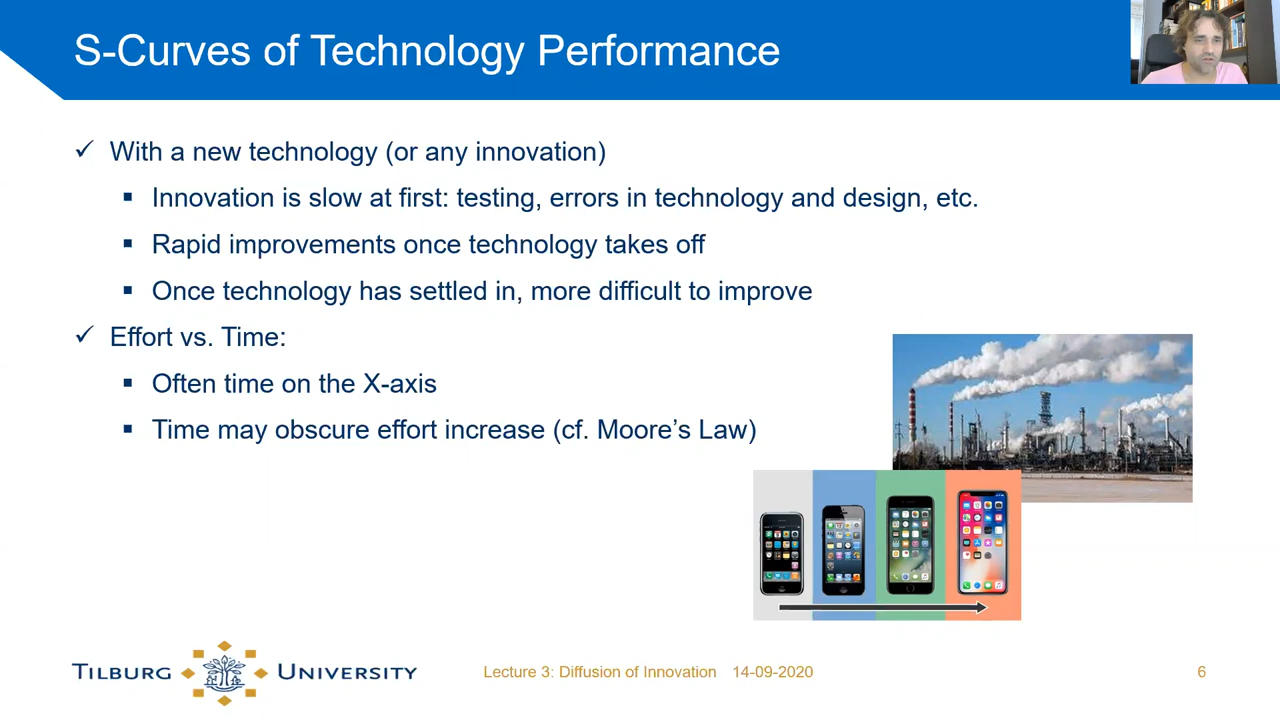 S-Curves of Technology Performance
With a new technology (or any innovation)
Innovation is slow at first: testing, errors in technology and design, etc.
Rapid improvements once technology takes off
Once technology has settled in, more difficult to improve
Effort vs. Time:
Often time on the X-axis
Time may obscure effort increase (cf. Moore's Law)
TILBURG UNIVERSITY
Lecture 3: Diffusion of Innovation 14-09-2020
6